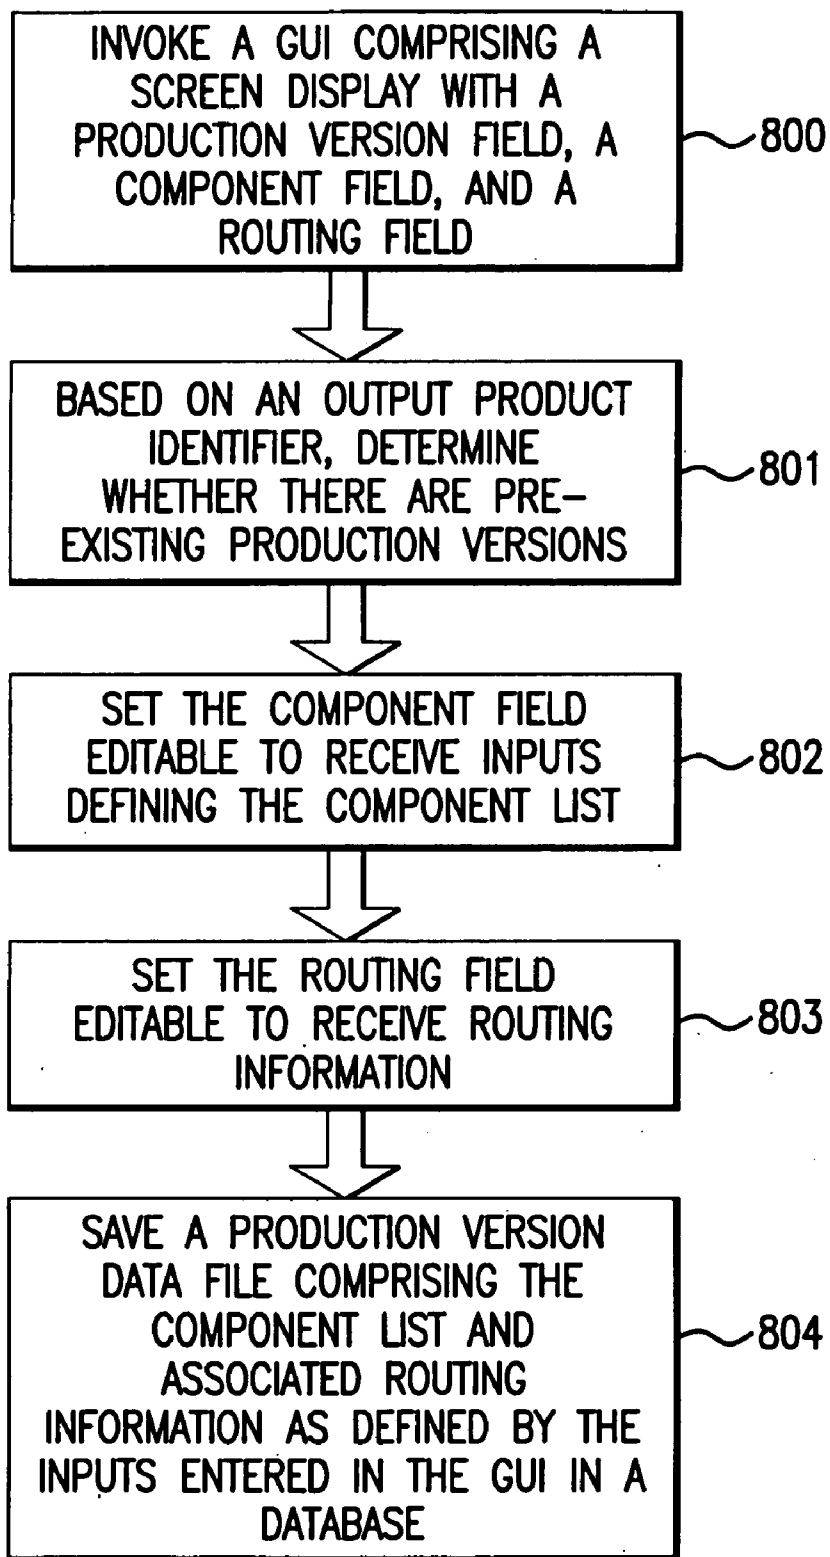 INVOKE A GUI COMPRISING A
SCREEN DISPLAY WITH A
PRODUCTION VERSION FIELD, A
COMPONENT FIELD, AND A
ROUTING FIELD
800
BASED ON AN OUTPUT PRODUCT
IDENTIFIER, DETERMINE
WHETHER THERE ARE PRE-
EXISTING PRODUCTION VERSIONS
801
SET THE COMPONENT FIELD
EDITABLE TO RECEIVE INPUTS
DEFINING THE COMPONENT LIST
802
SET THE ROUTING FIELD
EDITABLE TO RECEIVE ROUTING
INFORMATION
803
SAVE A PRODUCTION VERSION
DATA FILE COMPRISING THE
COMPONENT LIST AND
ASSOCIATED ROUTING
INFORMATION AS DEFINED BY THE
INPUTS ENTERED IN THE GUI IN A
DATABASE
804